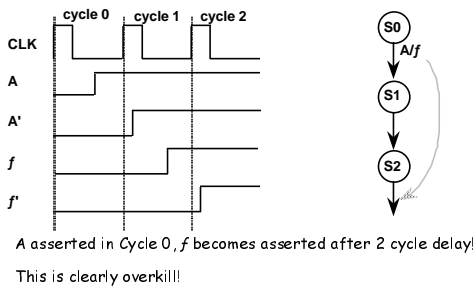 cycle 0 cycle 1 cycle 2
CLK
A
A'
ƒ
ƒ'
S0
A/ƒ
S1
S2
A asserted in Cycle 0, ƒ becomes asserted after 2 cycle delay!
This is clearly overkill!